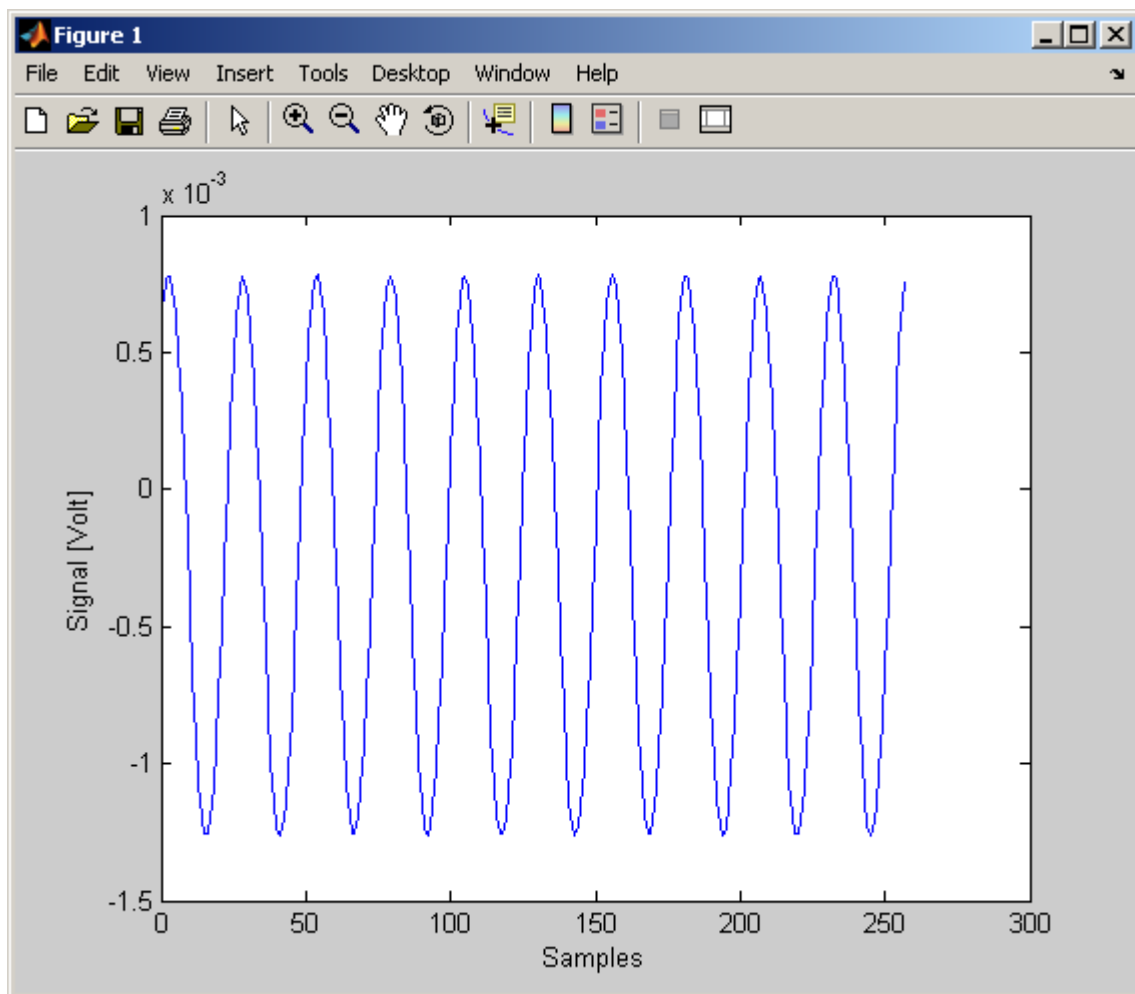 Figure 1
File Edit View Insert Tools Desktop Window Help
x 10-3
1
0.5
0
-0.5
-1
-1.5
Signal [Volt]
0 50 100 150 200 250 300
Samples